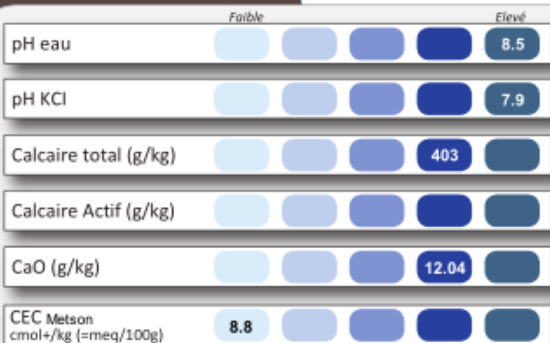 Faible Elevé
pH eau 8.5
pH KCl 7.9
Calcaire total (g/kg) 403
Calcaire Actif (g/kg)
CaO (g/kg) 12.04
CEC Metson 8.8
cmol+/kg (=meq/100g)